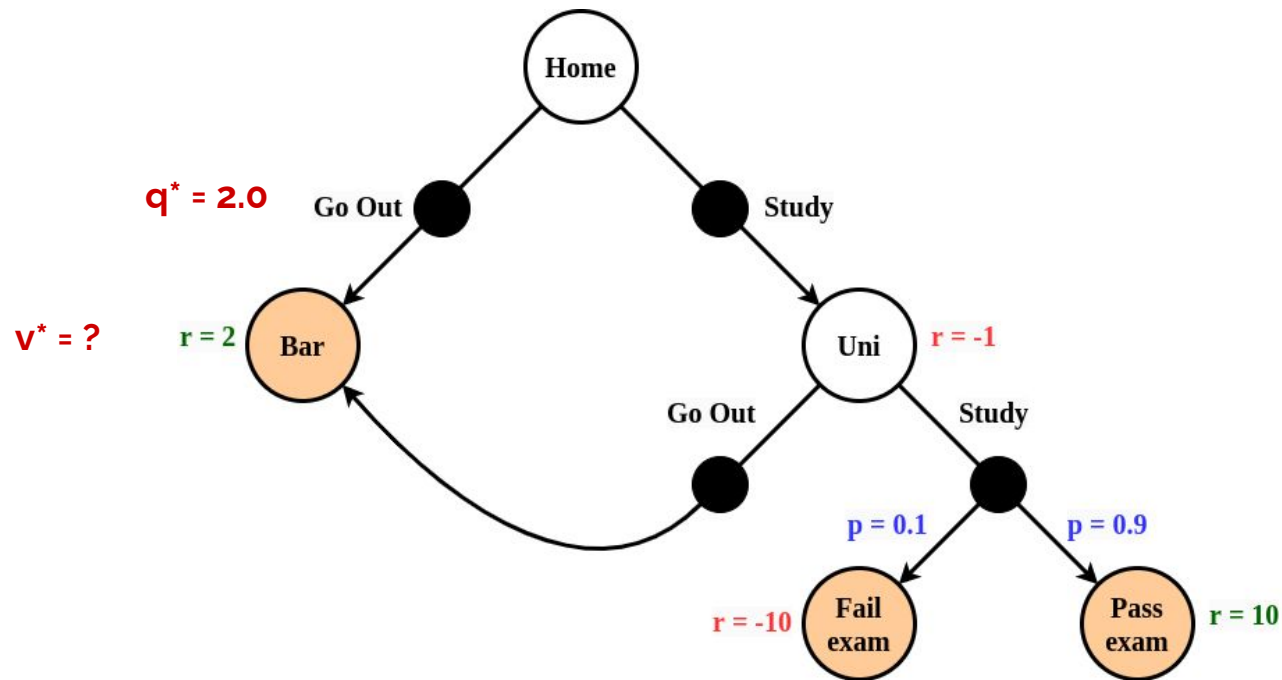 Home
q* = 2.0
Go Out
Study
v* = ?
r = 2
Bar
Uni
r = -1
Go Out
Study
p = 0.1
p = 0.9
r = -10
Fail
exam
Pass
exam
r = 10